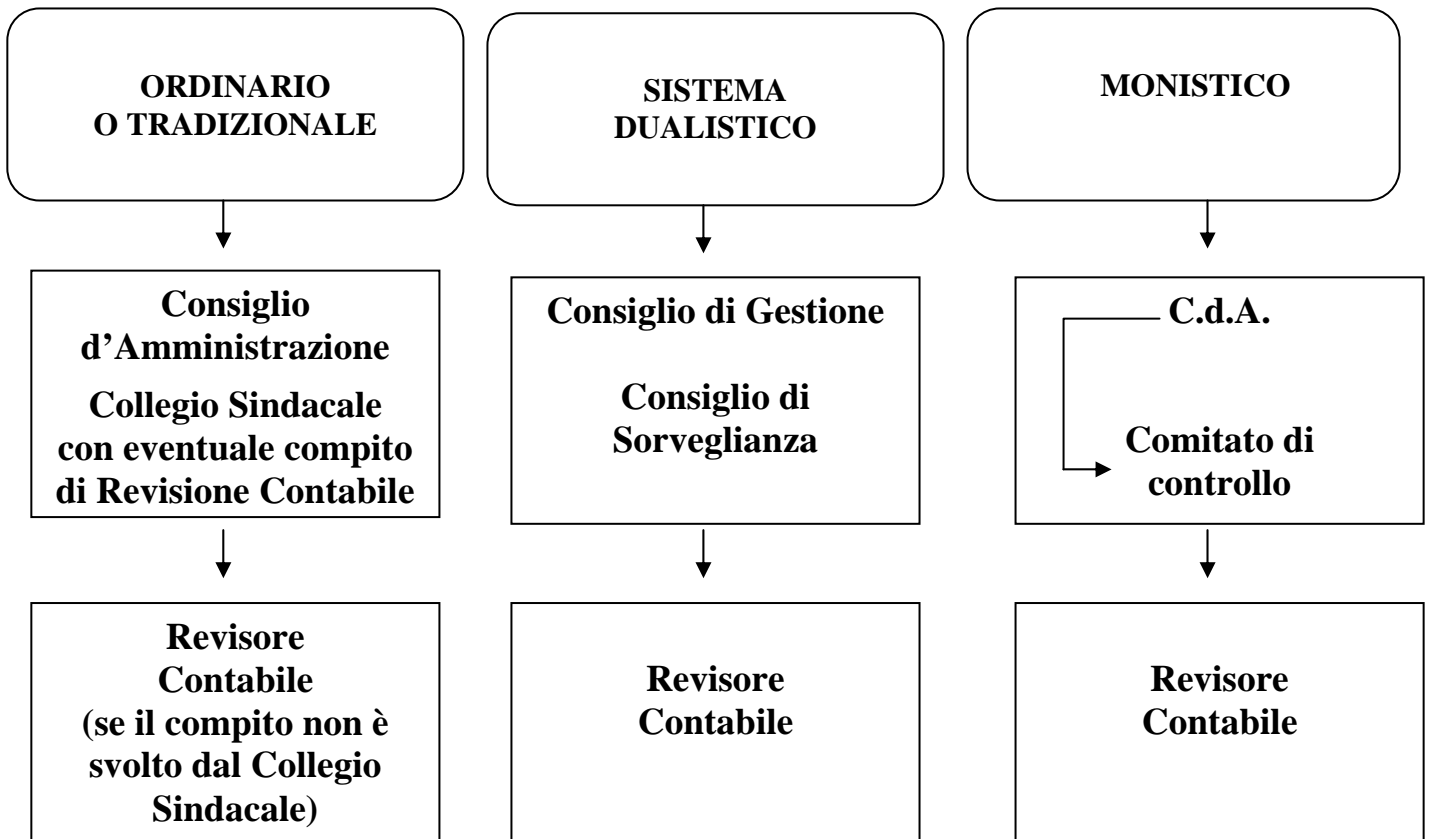 ORDINARIO
O TRADIZIONALE
SISTEMA
DUALISTICO
MONISTICO
Consiglio
d’Amministrazione
Collegio Sindacale
con eventuale compito
di Revisione Contabile
Consiglio di Gestione
Consiglio di
Sorveglianza
C.d.A.
Comitato di
controllo
Revisore
Contabile
(se il compito non è
svolto dal Collegio
Sindacale)
Revisore
Contabile
Revisore
Contabile